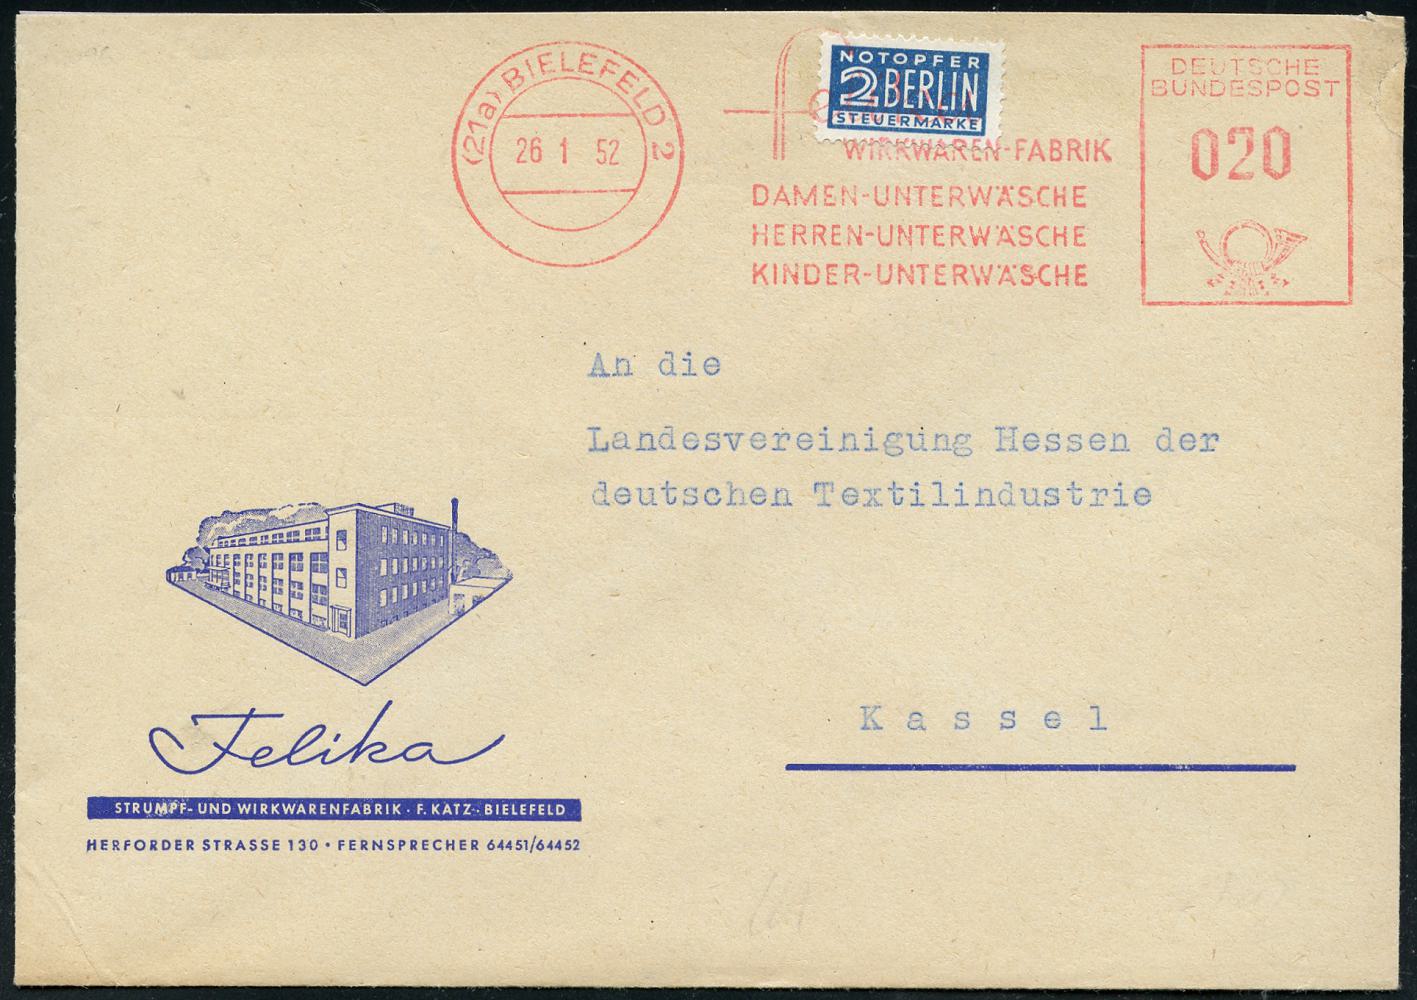 (21a) BIELEFELD 2
26 1 52
NOTOPFER
2 BERLIN
STEUERMARKE
WIRKWAREN-FABRIK
DAMEN-UNTERWÄSCHE
HERREN-UNTERWÄSCHE
KINDER-UNTERWÄSCHE
DEUTSCHE
BUNDESPOST
020
An die
Landesvereinigung Hessen der
deutschen Textilindustrie
Kassel
Felika
STRUMPF- UND WIRKWARENFABRIK · F. KATZ · BIELEFELD
HERFORDER STRASSE 130 • FERNSPRECHER 64451/64452